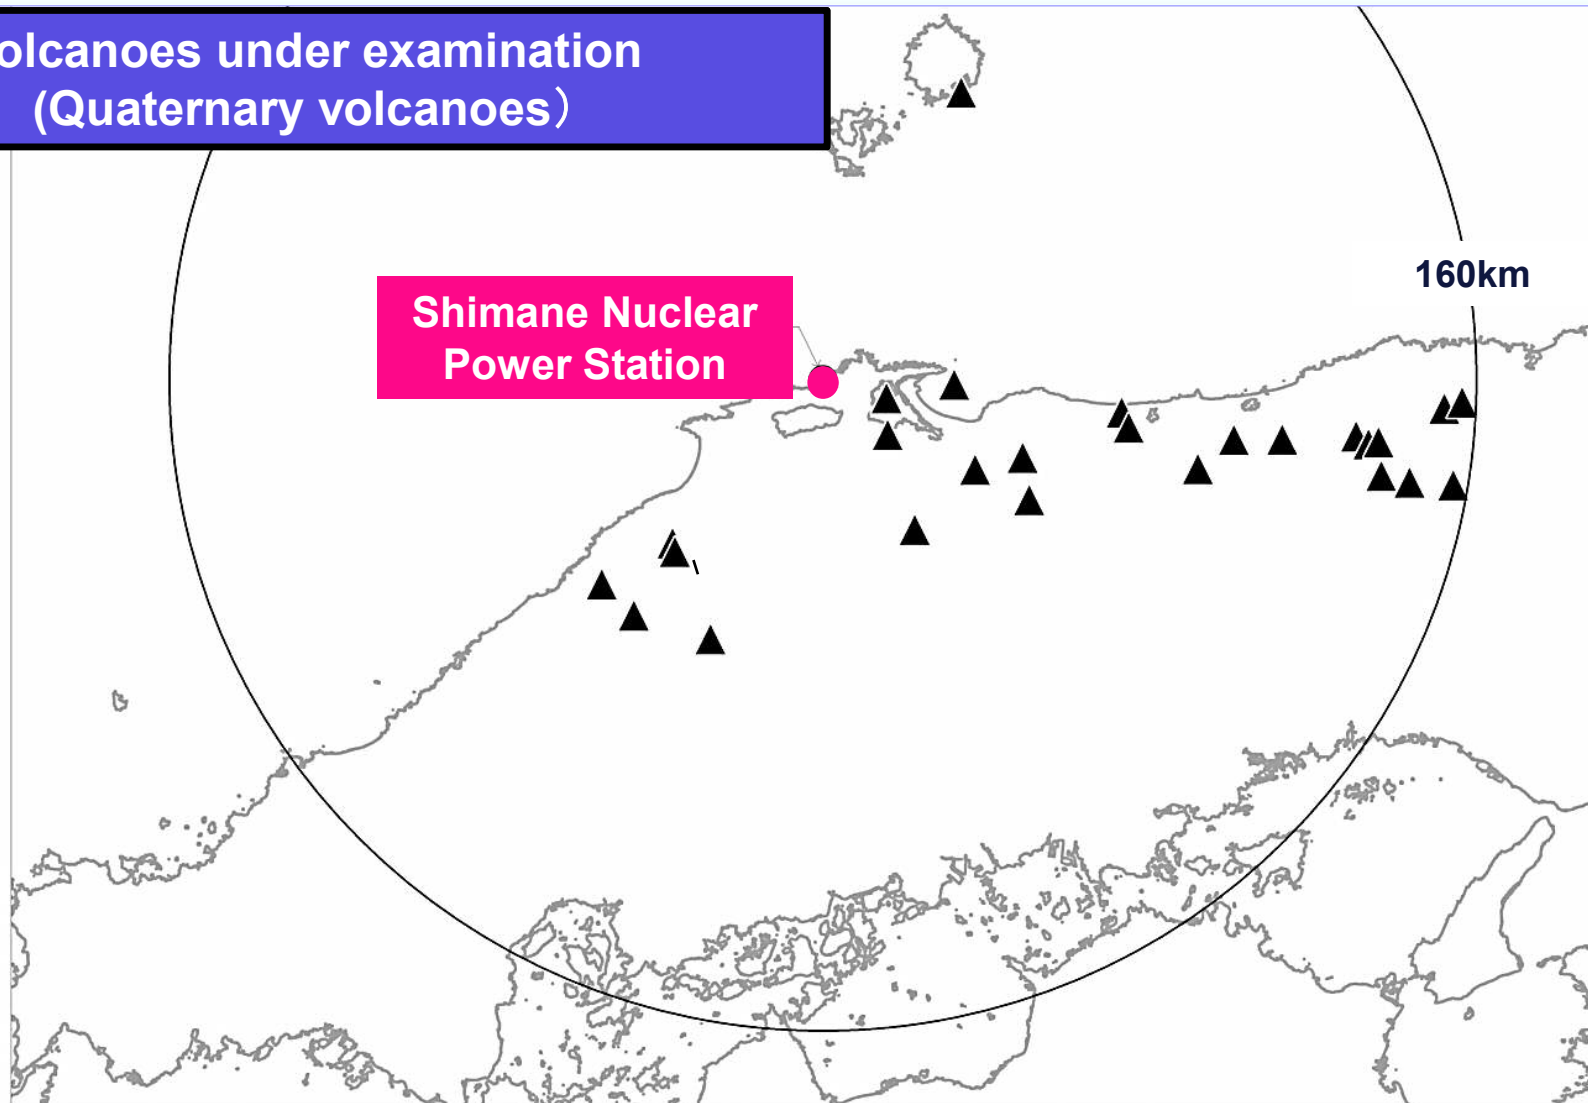 olcanoes under examination
(Quaternary volcanoes）
160km
Shimane Nuclear
Power Station